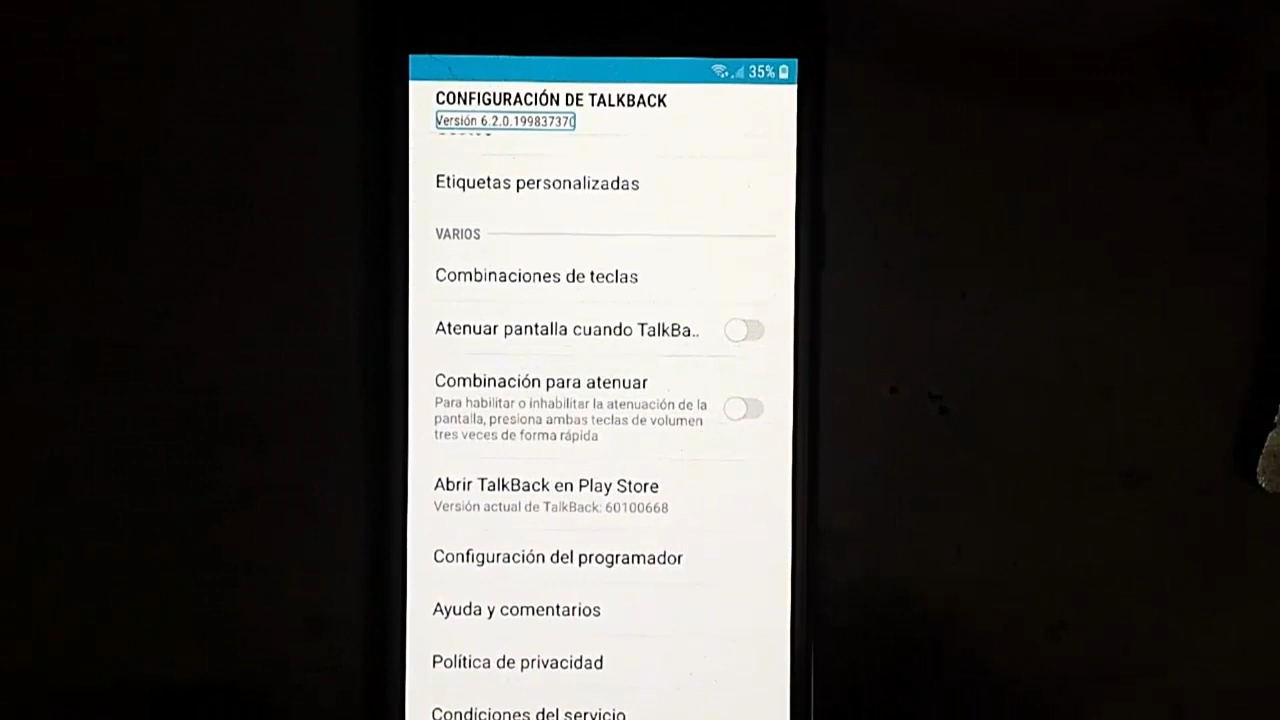 35%
CONFIGURACIÓN DE TALKBACK
Versión 6.2.0.199837370
Etiquetas personalizadas
VARIOS
Combinaciones de teclas
Atenuar pantalla cuando TalkBa..
Combinación para atenuar
Para habilitar o inhabilitar la atenuación de la
pantalla, presiona ambas teclas de volumen
tres veces de forma rápida
Abrir TalkBack en Play Store
Versión actual de TalkBack: 60100668
Configuración del programador
Ayuda y comentarios
Política de privacidad
Condiciones del servicio